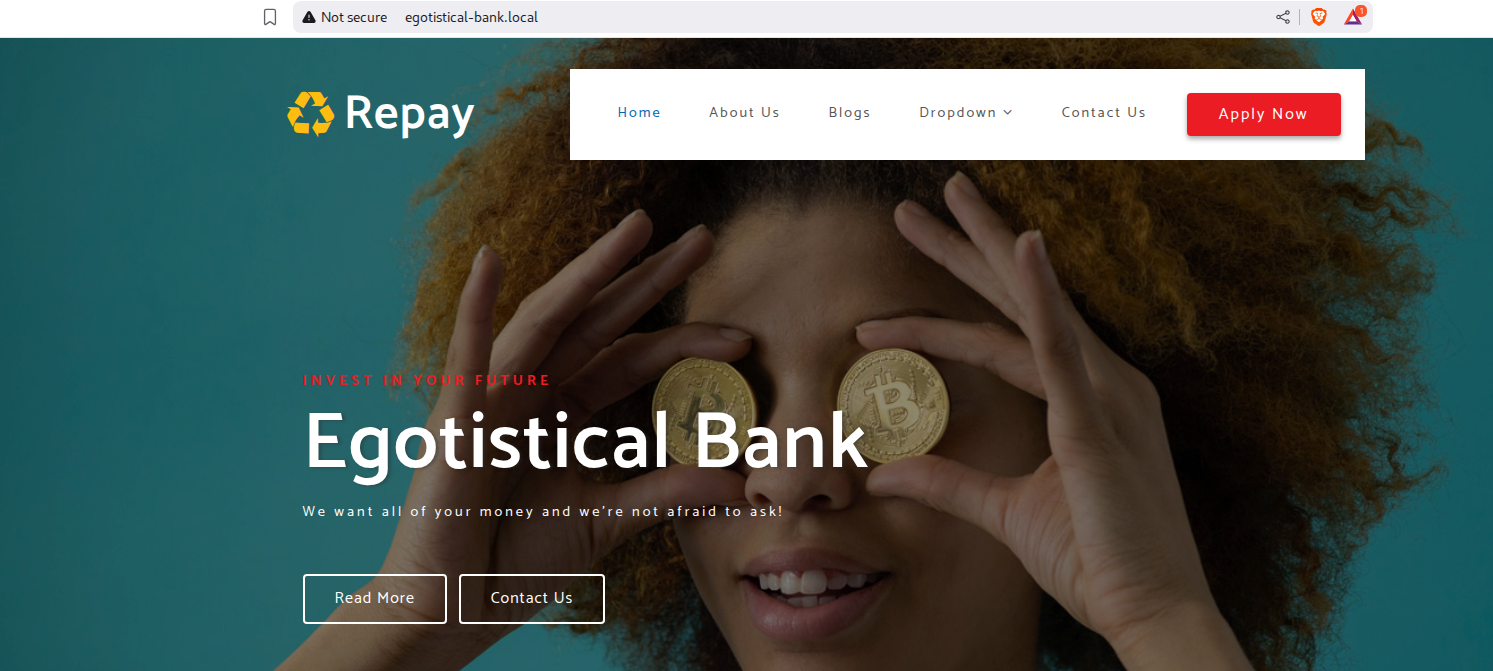 Not secure egotistical-bank.local
1
Repay
Home About Us Blogs Dropdown Contact Us Apply Now
INVEST IN YOUR FUTURE
Egotistical Bank
We want all of your money and we're not afraid to ask!
Read More Contact Us